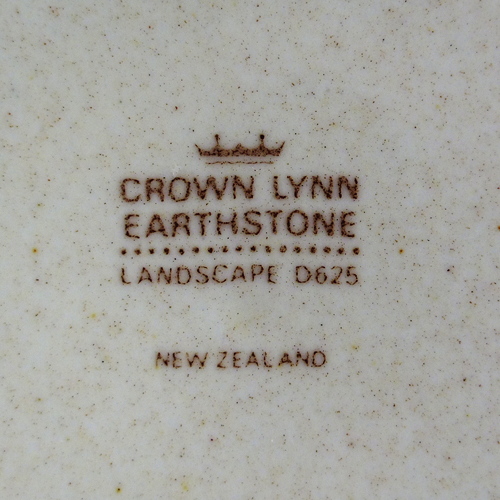 CROWN LYNN
EARTHSTONE
LANDSCAPE D625
NEW ZEALAND